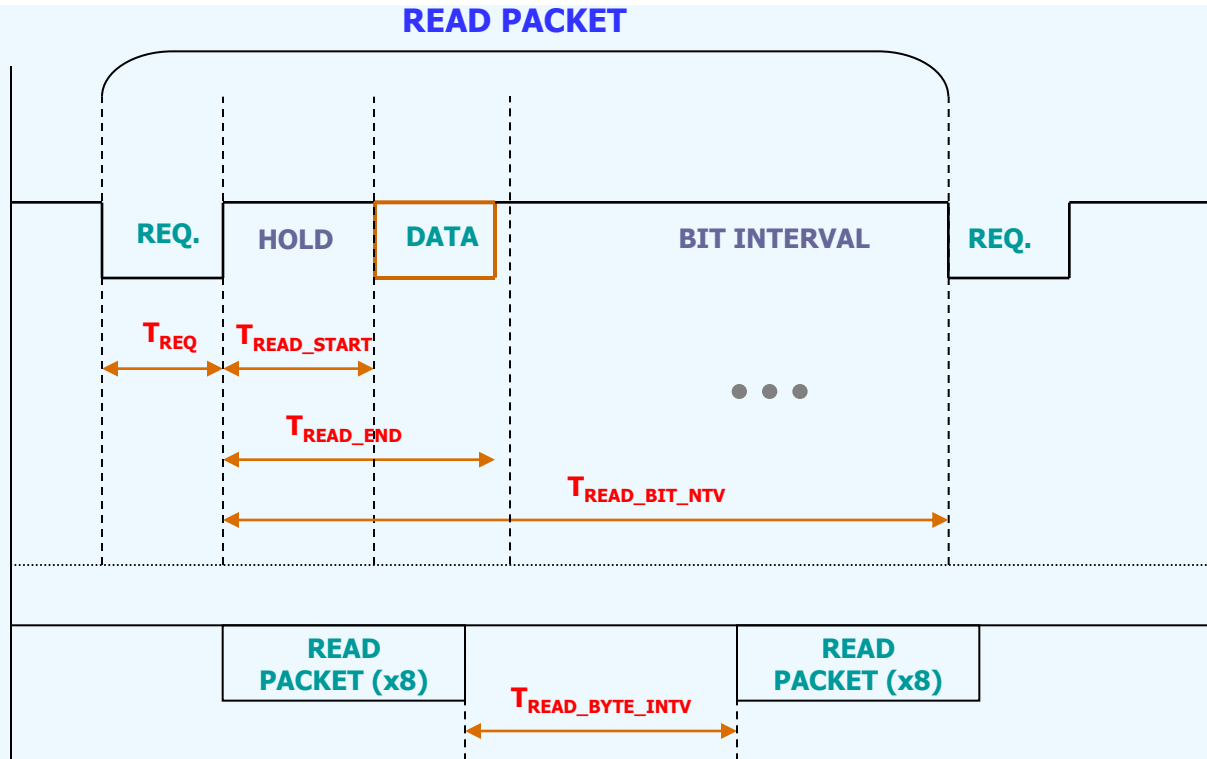 READ PACKET
REQ.
HOLD
DATA
BIT INTERVAL
REQ.
TREQ
TREAD_START
TREAD_END
TREAD_BIT_NTV
READ
PACKET (x8)
READ
PACKET (x8)
TREAD_BYTE_INTV